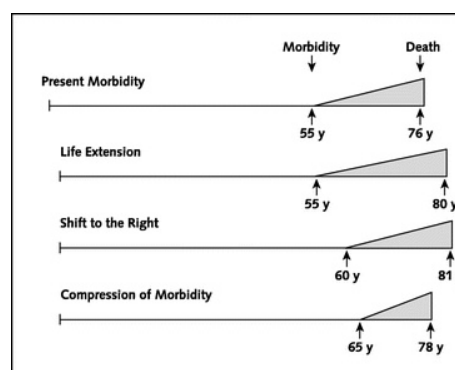 Morbidity Death
Present Morbidity
55 y 76 y
Life Extension
55 y 80 y
Shift to the Right
60 y 81
Compression of Morbidity
65 y 78 y